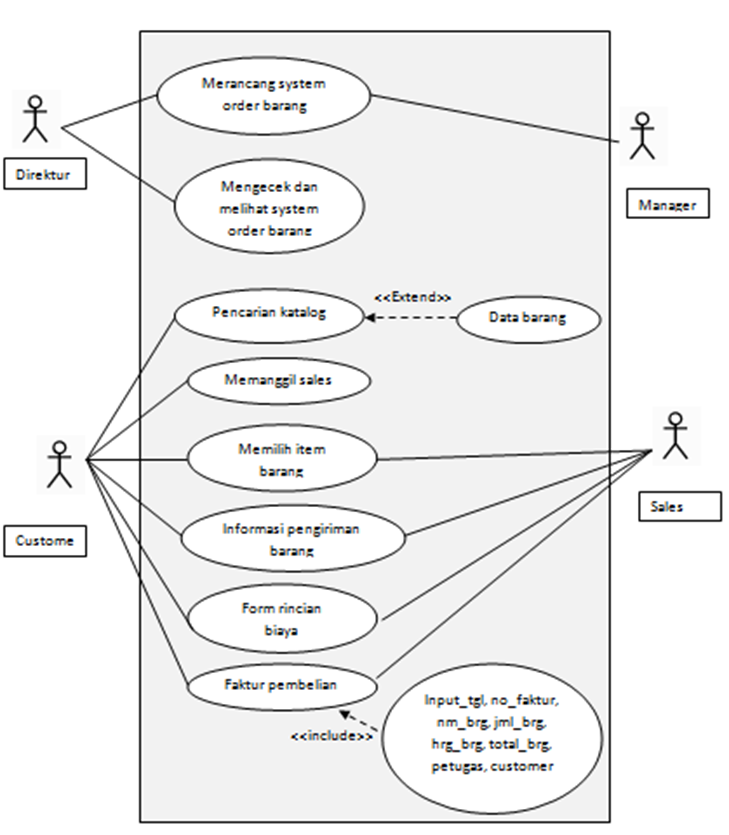 Merancang system
order barang
Direktur
Manager
Mengecek dan
melihat system
order barang
Pencarian katalog
<<Extend>>
Data barang
Memanggil sales
Memilih item
barang
Custome
Sales
Informasi pengiriman
barang
Form rincian
biaya
Faktur pembelian
<<include>>
Input_tgl, no_faktur,
nm_brg, jml_brg,
hrg_brg, total_brg,
petugas, customer